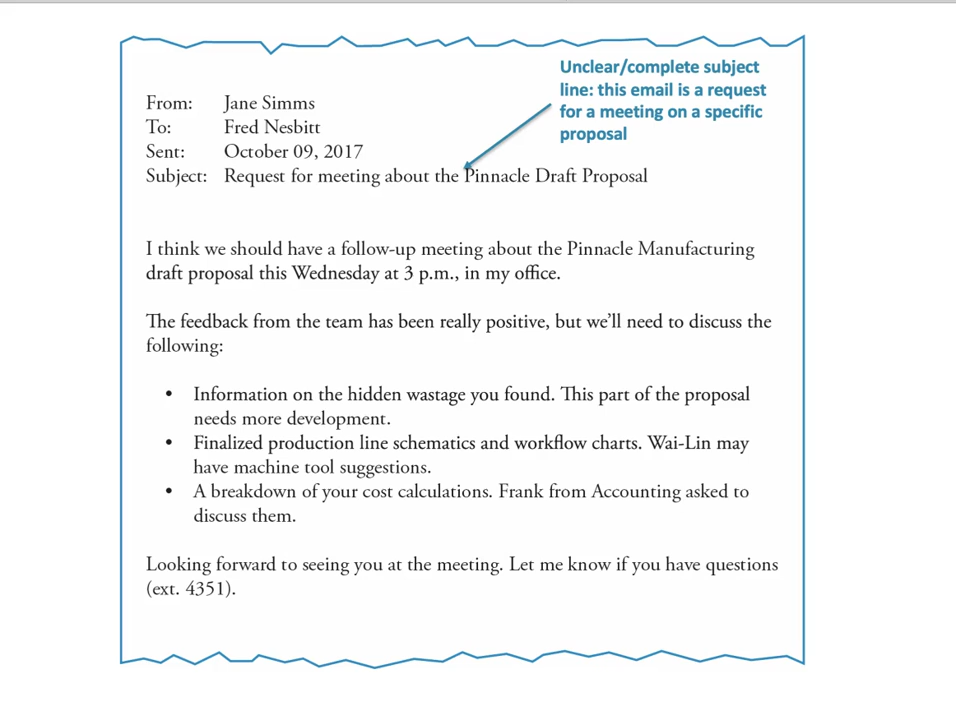 Unclear/complete subject
line: this email is a request
for a meeting on a specific
proposal
From: Jane Simms
To: Fred Nesbitt
Sent: October 09, 2017
Subject: Request for meeting about the Pinnacle Draft Proposal
I think we should have a follow-up meeting about the Pinnacle Manufacturing
draft proposal this Wednesday at 3 p.m., in my office.
The feedback from the team has been really positive, but we'll need to discuss the
following:
• Information on the hidden wastage you found. This part of the proposal
needs more development.
• Finalized production line schematics and workflow charts. Wai-Lin may
have machine tool suggestions.
• A breakdown of your cost calculations. Frank from Accounting asked to
discuss them.
Looking forward to seeing you at the meeting. Let me know if you have questions
(ext. 4351).